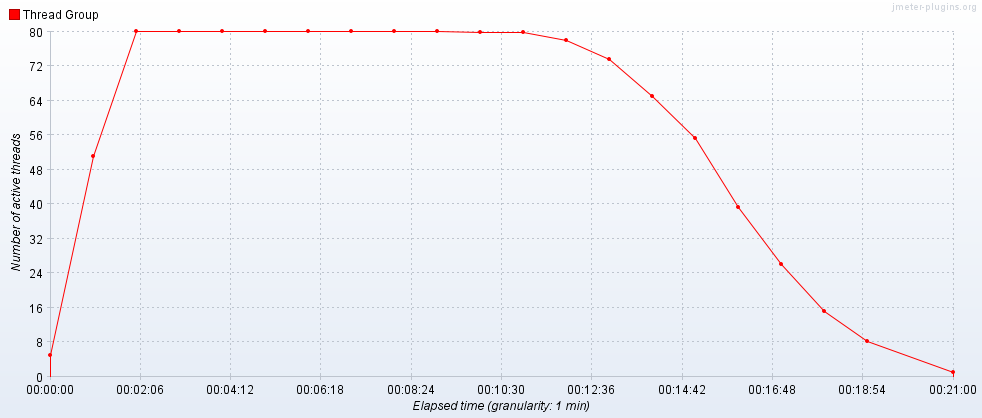 jmeter-plugins.org
Thread Group
80
72
64
56
48
40
32
24
16
8
0
Number of active threads
00:00:00 00:02:06 00:04:12 00:06:18 00:08:24 00:10:30 00:12:36 00:14:42 00:16:48 00:18:54 00:21:00
Elapsed time (granularity: 1 min)